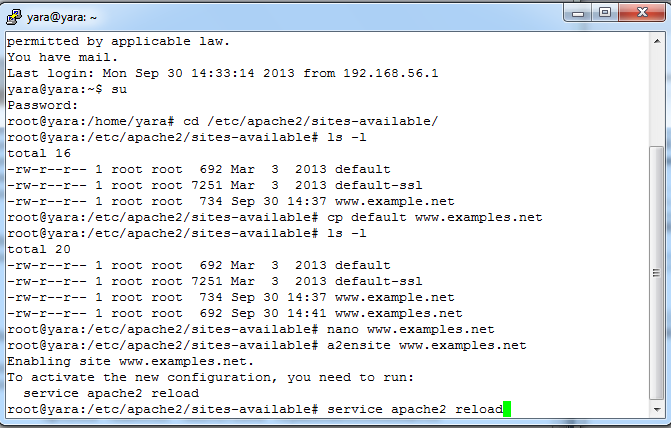 yara@yara: ~
permitted by applicable law.
You have mail.
Last login: Mon Sep 30 14:33:14 2013 from 192.168.56.1
yara@yara:~$ su
Password:
root@yara:/home/yara# cd /etc/apache2/sites-available/
root@yara:/etc/apache2/sites-available# ls -l
total 16
-rw-r--r-- 1 root root  692 Mar  3  2013 default
-rw-r--r-- 1 root root 7251 Mar  3  2013 default-ssl
-rw-r--r-- 1 root root  734 Sep 30 14:37 www.example.net
root@yara:/etc/apache2/sites-available# cp default www.examples.net
root@yara:/etc/apache2/sites-available# ls -l
total 20
-rw-r--r-- 1 root root  692 Mar  3  2013 default
-rw-r--r-- 1 root root 7251 Mar  3  2013 default-ssl
-rw-r--r-- 1 root root  734 Sep 30 14:37 www.example.net
-rw-r--r-- 1 root root  692 Sep 30 14:41 www.examples.net
root@yara:/etc/apache2/sites-available# nano www.examples.net
root@yara:/etc/apache2/sites-available# a2ensite www.examples.net
Enabling site www.examples.net.
To activate the new configuration, you need to run:
  service apache2 reload
root@yara:/etc/apache2/sites-available# service apache2 reload